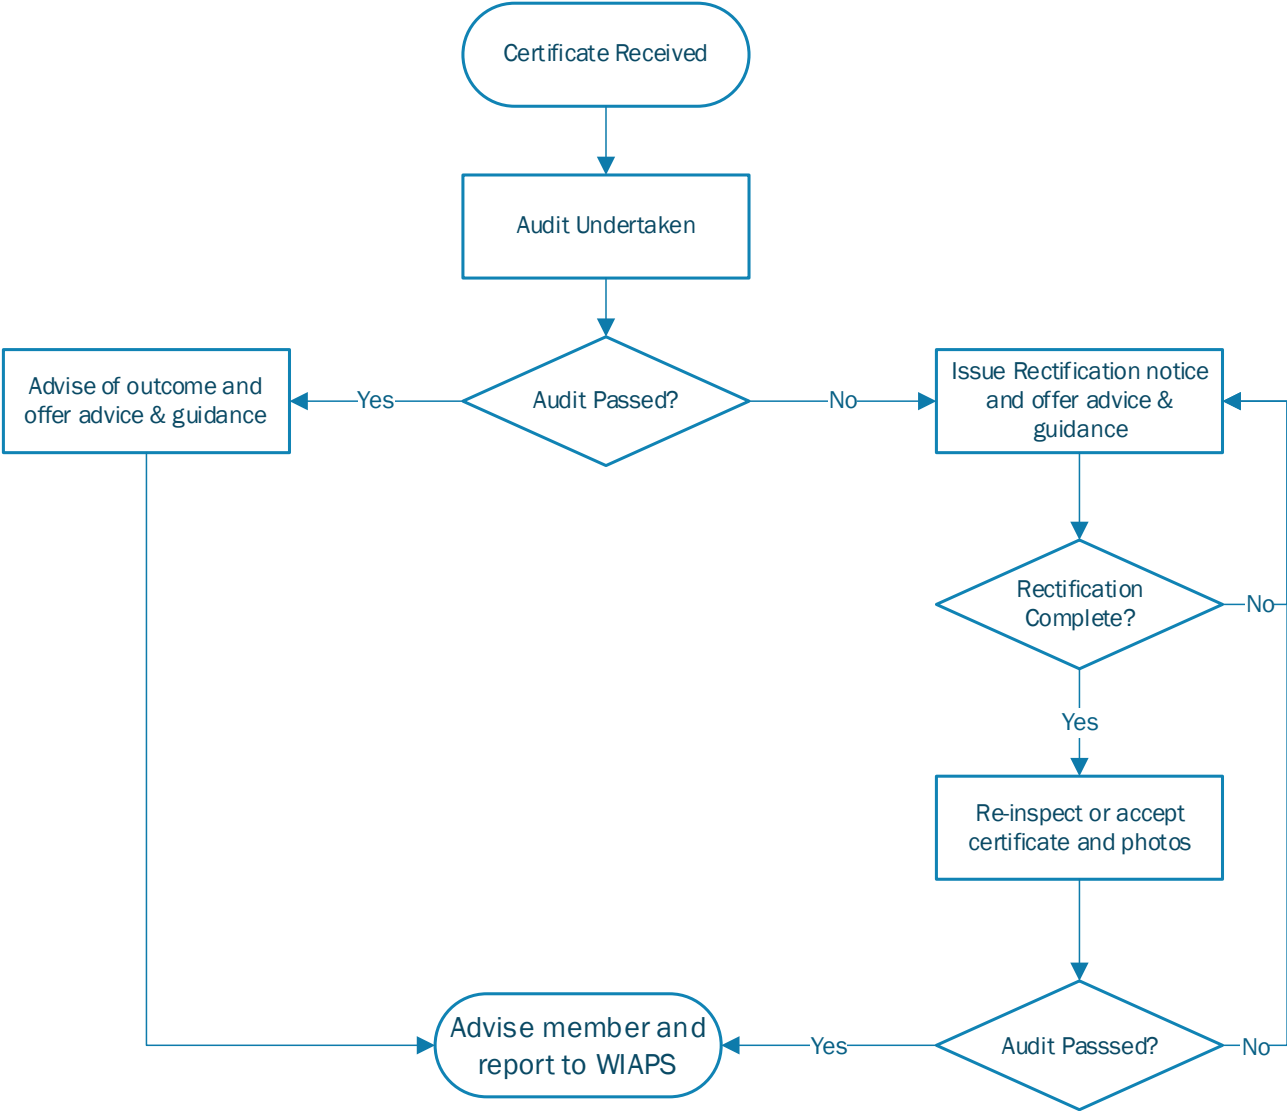 Certificate Received
Audit Undertaken
Audit Passed?
Yes
No
Advise of outcome and
offer advice & guidance
Issue Rectification notice
and offer advice &
guidance
Rectification
Complete?
No
Yes
Re-inspect or accept
certificate and photos
Audit Passsed?
No
Yes
Advise member and
report to WIAPS